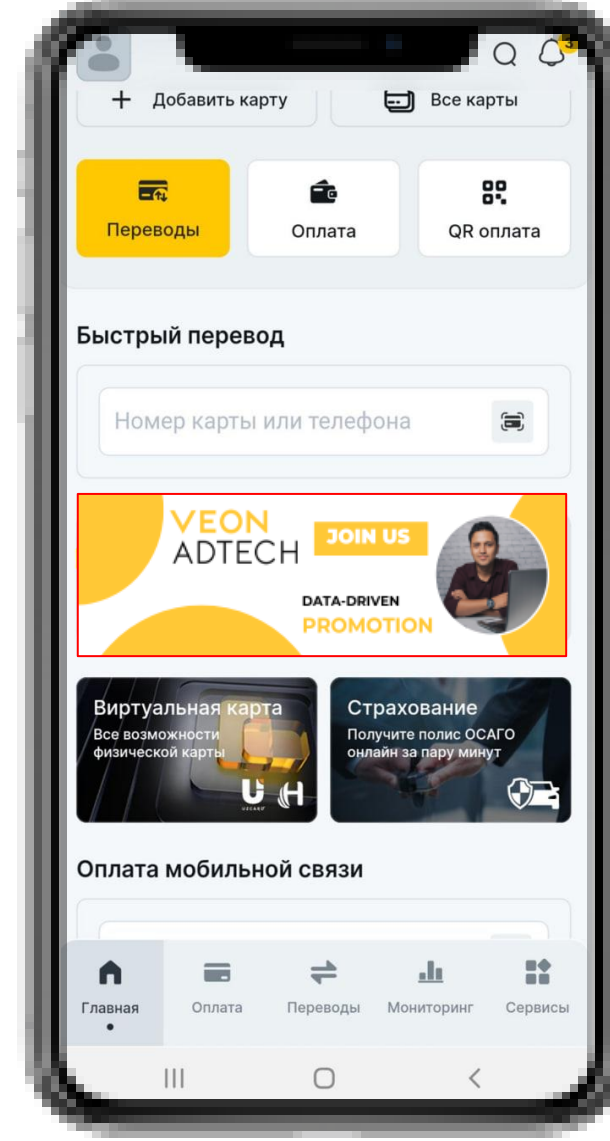 3
+ Добавить карту
Все карты
Переводы
Оплата
QR оплата
Быстрый перевод
Номер карты или телефона
VEON
ADTECH
JOIN US
DATA-DRIVEN
PROMOTION
Виртуальная карта
Все возможности
физической карты
UZCARD
Страхование
Получите полис ОСАГО
онлайн за пару минут
Оплата мобильной связи
Главная
Оплата
Переводы
Мониторинг
Сервисы